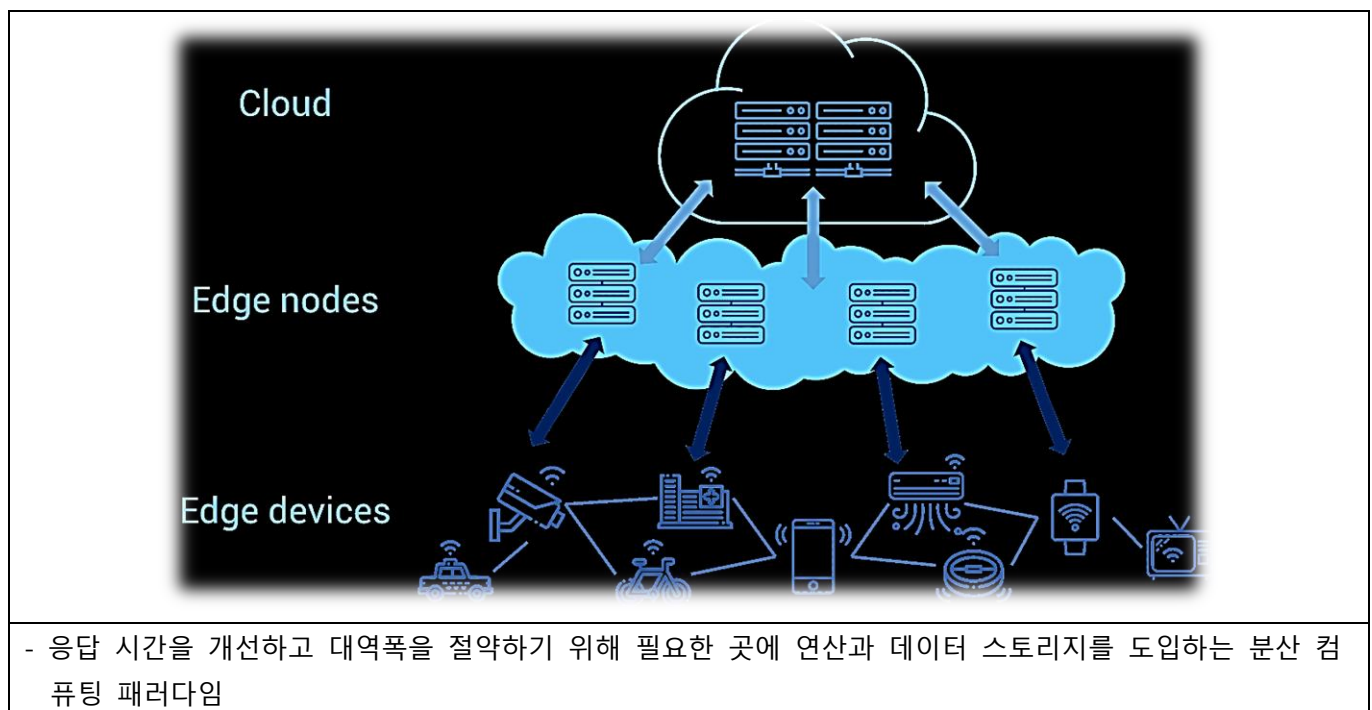 Cloud
Edge nodes
Edge devices
- 응답 시간을 개선하고 대역폭을 절약하기 위해 필요한 곳에 연산과 데이터 스토리지를 도입하는 분산 컴
퓨팅 패러다임